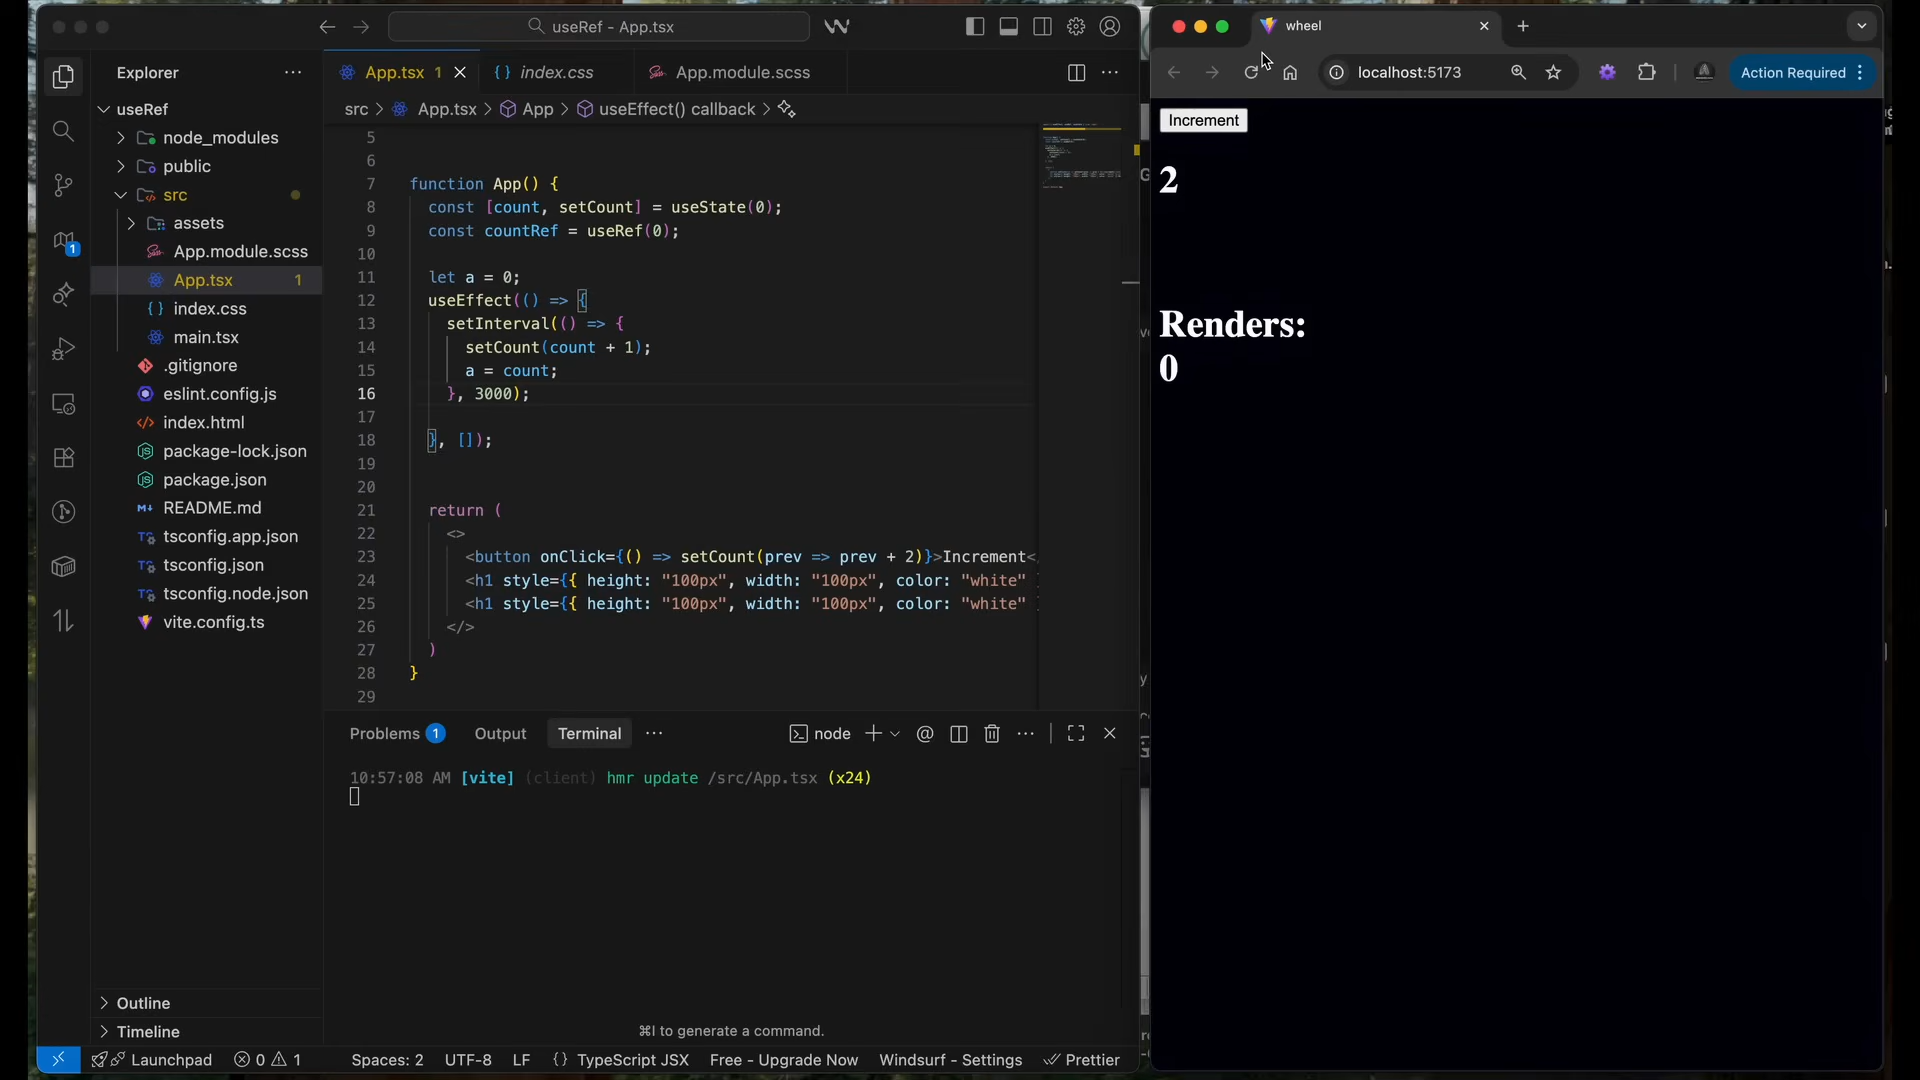 useRef - App.tsx
Explorer
useRef
node_modules
public
src
assets
App.module.scss
App.tsx 1
index.css
main.tsx
.gitignore
eslint.config.js
index.html
package-lock.json
package.json
README.md
tsconfig.app.json
tsconfig.json
tsconfig.node.json
vite.config.ts
Outline
Timeline
1
App.tsx 1
index.css
App.module.scss
src > App.tsx > App > useEffect() callback >
5
6
7 function App() {
8 const [count, setCount] = useState(0);
9 const countRef = useRef(0);
10
11 let a = 0;
12 useEffect(() => {
13 setInterval(() => {
14 setCount(count + 1);
15 a = count;
16 }, 3000);
17
18 }, []);
19
20
21 return (
22 <>
23 <button onClick={() => setCount(prev => prev + 2)}>Increment<
24 <h1 style={{ height: "100px", width: "100px", color: "white"
25 <h1 style={{ height: "100px", width: "100px", color: "white"
26 </>
27 )
28 }
29
Problems 1 Output Terminal
node
10:57:08 AM [vite] (client) hmr update /src/App.tsx (x24)
⌘I to generate a command.
Launchpad 0 1 Spaces: 2 UTF-8 LF {} TypeScript JSX Free - Upgrade Now Windsurf - Settings Prettier
wheel
localhost:5173
Action Required
Increment
2
Renders:
0